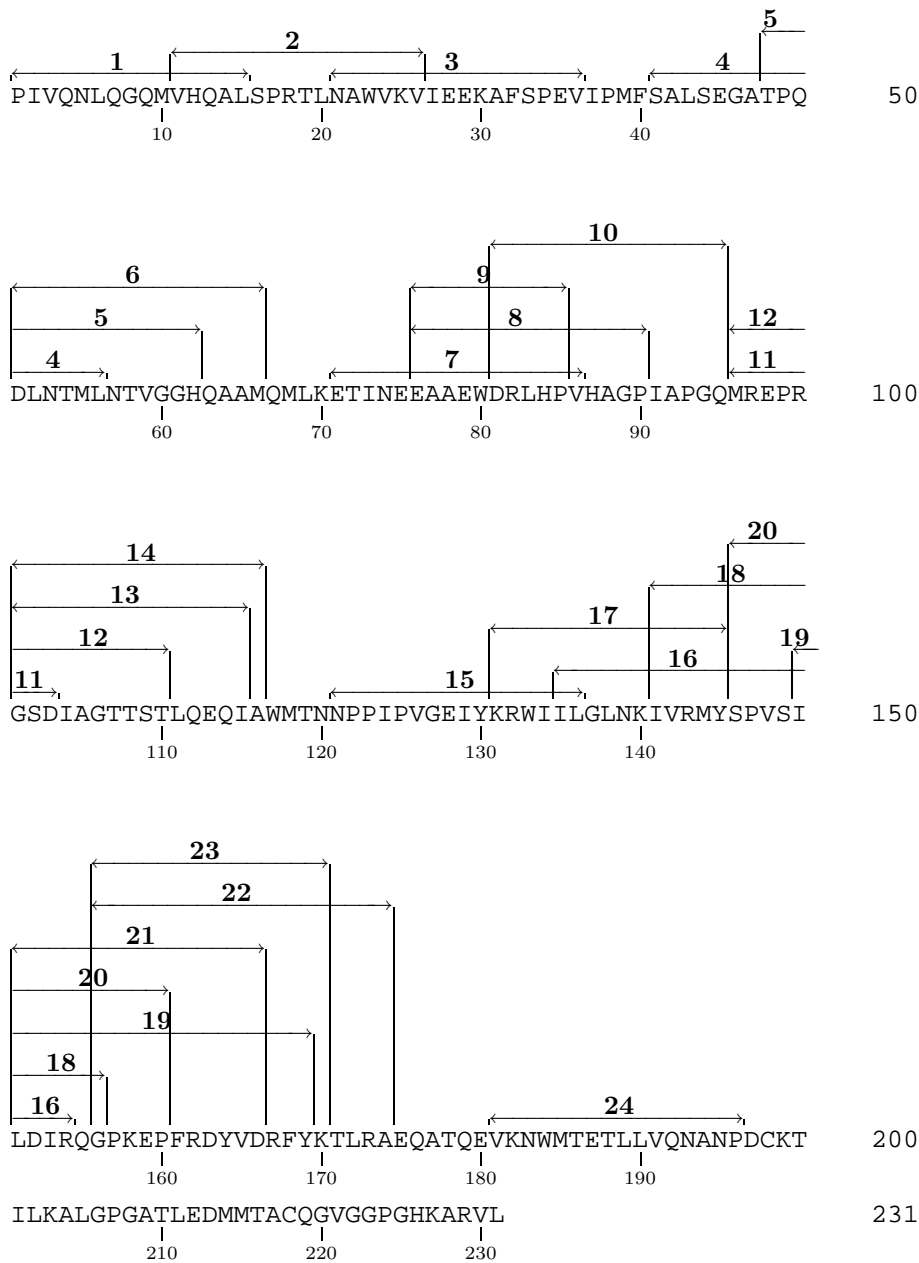 5
2
1 3 4
PIVQNLQGQMVHQALSPRTLNAWVKVIEEKAFSPEVIPMFSALSEGATPQ 50
10 20 30 40
10
6 9
5 8 12
4 7 11
DLNTMLNTVGGHQAAMQMLKETINEEAAEWDRLHPVHAGPIAPGQMREPR 100
60 70 80 90
20
14 18
13 17
12 19
11 15 16
GSDIAGTTSTLQEQIAWMTNNPPIPVGEIYKRWIILGLNKIVRMYSPVSI 150
110 120 130 140
23
22
21
20
19
18
16 24
LDIRQGPKEPFRDYVDRFYKTLRAEQATQEVKNWMTETLLVQNANPDCKT 200
160 170 180 190
ILKALGPGATLEDMMTACQGVGGPGHKARVL 231
210 220 230